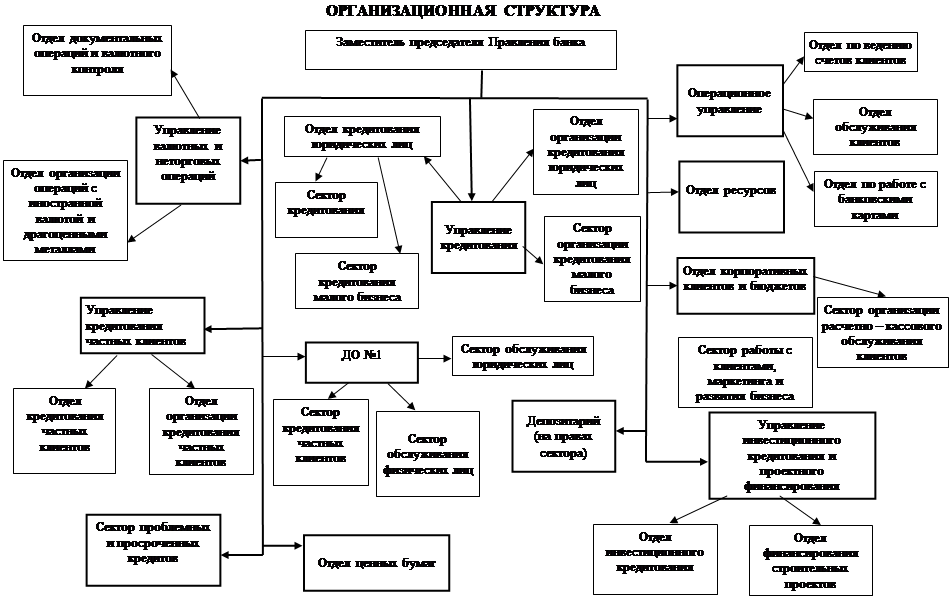 ОРГАНИЗАЦИОННАЯ СТРУКТУРА
Заместитель председателя Правления банка
Отдел документальных
операций и валютного
контроля
Управление
валютных и
неторговых
операций
Отдел организации
операций с
иностранной
валютой и
драгоценными
металлами
Отдел кредитования
юридических лиц
Сектор
кредитования
Сектор
кредитования
малого бизнеса
Управление
кредитования
Отдел
организации
кредитования
юридических
лиц
Сектор
организации
кредитования
малого
бизнеса
Операционное
управление
Отдел по ведению
счетов клиентов
Отдел
обслуживания
клиентов
Отдел по работе с
банковскими
картами
Отдел ресурсов
Отдел корпоративных
клиентов и бюджетов
Сектор организации
расчетно – кассового
обслуживания
клиентов
Сектор работы с
клиентами,
маркетинга и
развития бизнеса
Управление
кредитования
частных клиентов
Отдел
кредитования
частных
клиентов
Отдел
организации
кредитования
частных
клиентов
ДО №1
Сектор обслуживания
юридических лиц
Сектор
кредитования
частных
клиентов
Сектор
обслуживания
физических лиц
Депозитарий
(на правах
сектора)
Управление
инвестиционного
кредитования и
проектного
финансирования
Отдел
инвестиционного
кредитования
Отдел
финансирования
строительных
проектов
Сектор проблемных
и просроченных
кредитов
Отдел ценных бумаг